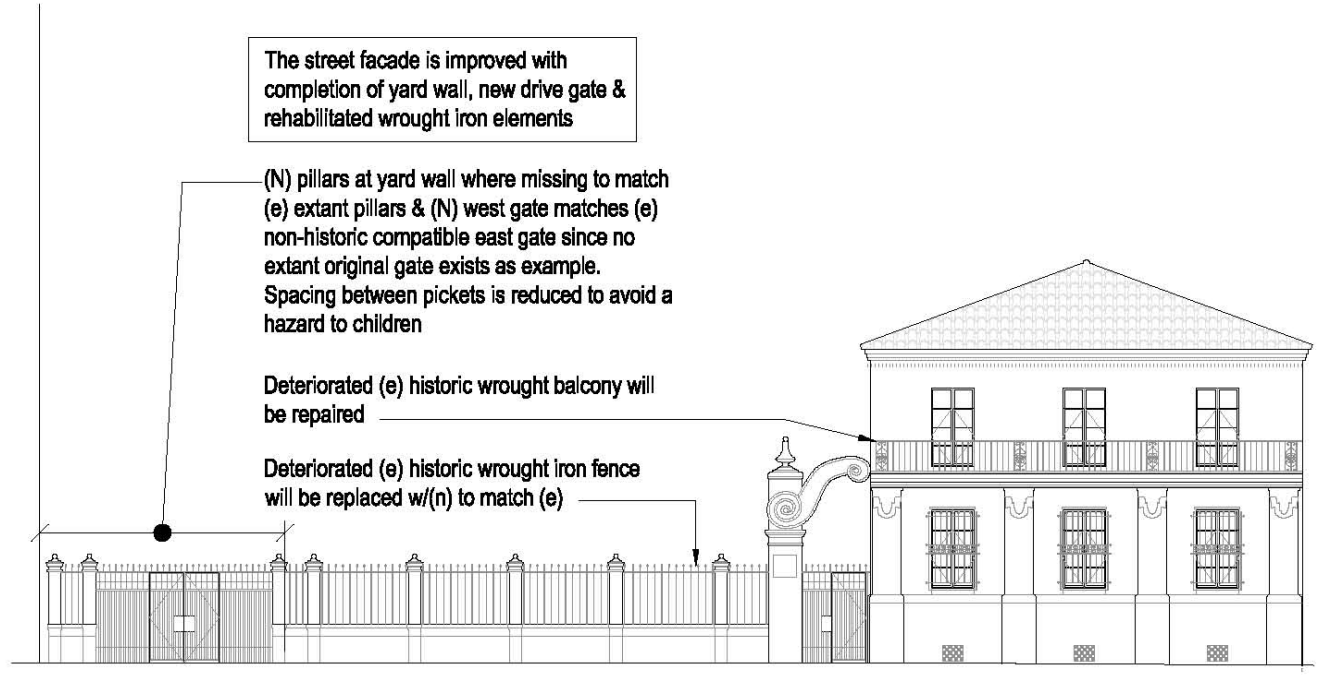 The street facade is improved with
completion of yard wall, new drive gate &
rehabilitated wrought iron elements
(N) pillars at yard wall where missing to match
(e) extant pillars & (N) west gate matches (e)
non-historic compatible east gate since no
extant original gate exists as example.
Spacing between pickets is reduced to avoid a
hazard to children
Deteriorated (e) historic wrought balcony will
be repaired
Deteriorated (e) historic wrought iron fence
will be replaced w/(n) to match (e)